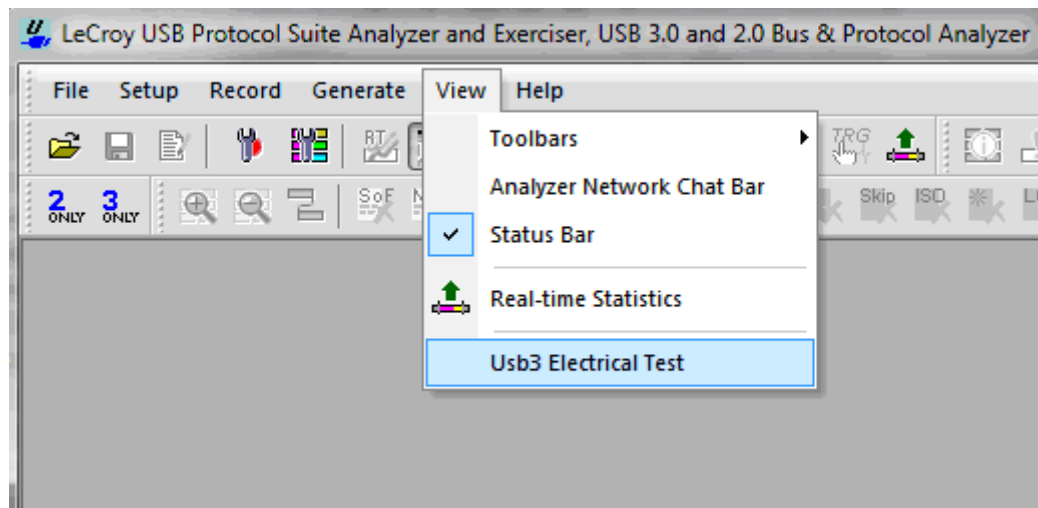 LeCroy USB Protocol Suite Analyzer and Exerciser, USB 3.0 and 2.0 Bus & Protocol Analyzer
File Setup Record Generate View Help
RT TRG
Toolbars
Analyzer Network Chat Bar
2 ONLY 3 ONLY SoF Skip ISO
Status Bar
Real-time Statistics
Usb3 Electrical Test